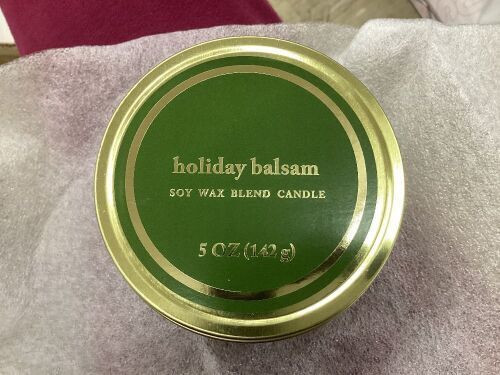 holiday balsam
SOY WAX BLEND CANDLE
5 OZ (142 g)